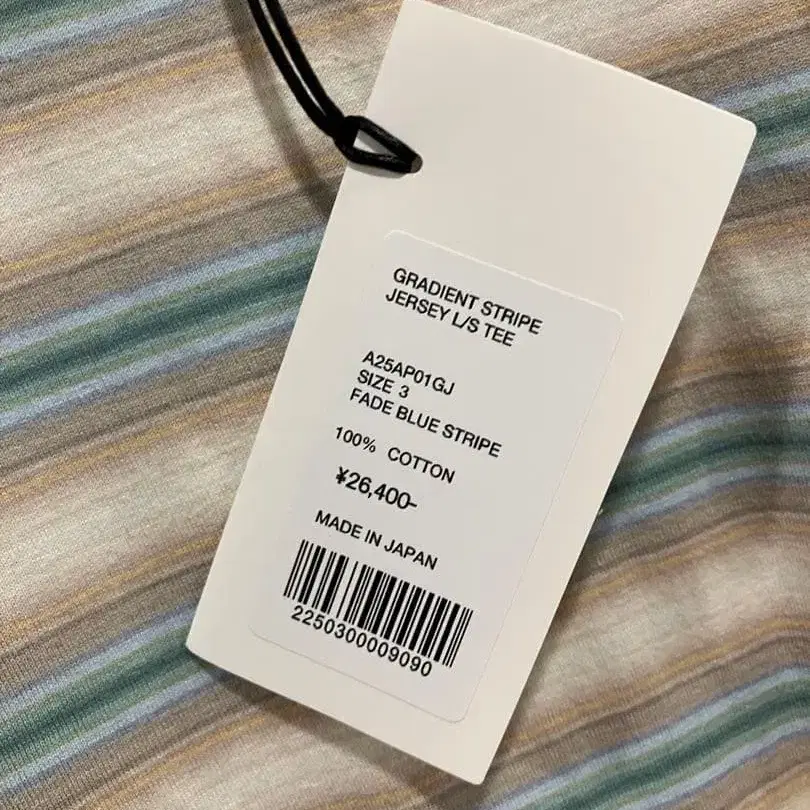 GRADIENT STRIPE
JERSEY L/S TEE
A25AP01GJ
SIZE 3
FADE BLUE STRIPE
100% COTTON
¥26,400-
MADE IN JAPAN
2250300009090